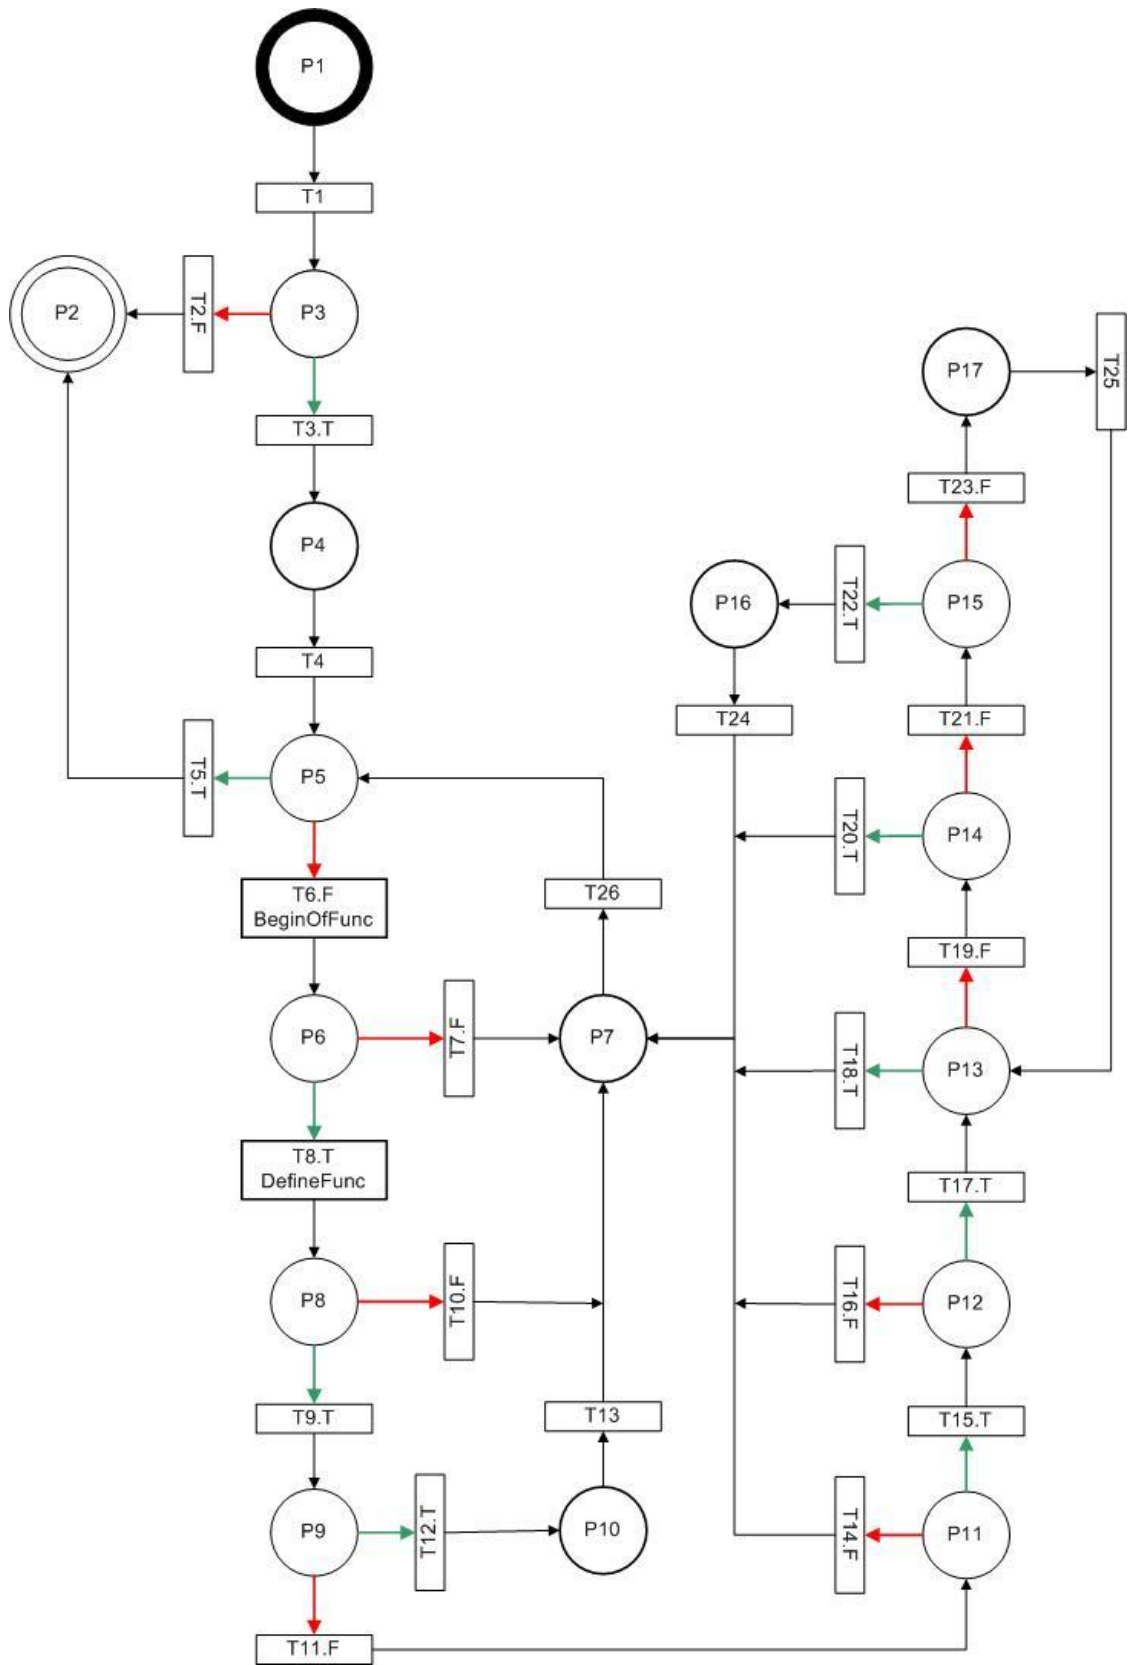 P1
T1
P2
T2.F
P3
P17
T25
T3.T
T23.F
P4
P16
T22.T
P15
T4
T24
T21.F
T5.T
P5
T20.T
P14
T6.F
BeginOfFunc
T26
T19.F
P6
T7.F
P7
T18.T
P13
T8.T
DefineFunc
T17.T
P8
T10.F
T16.F
P12
T9.T
T13
T15.T
P9
T12.T
P10
T14.F
P11
T11.F